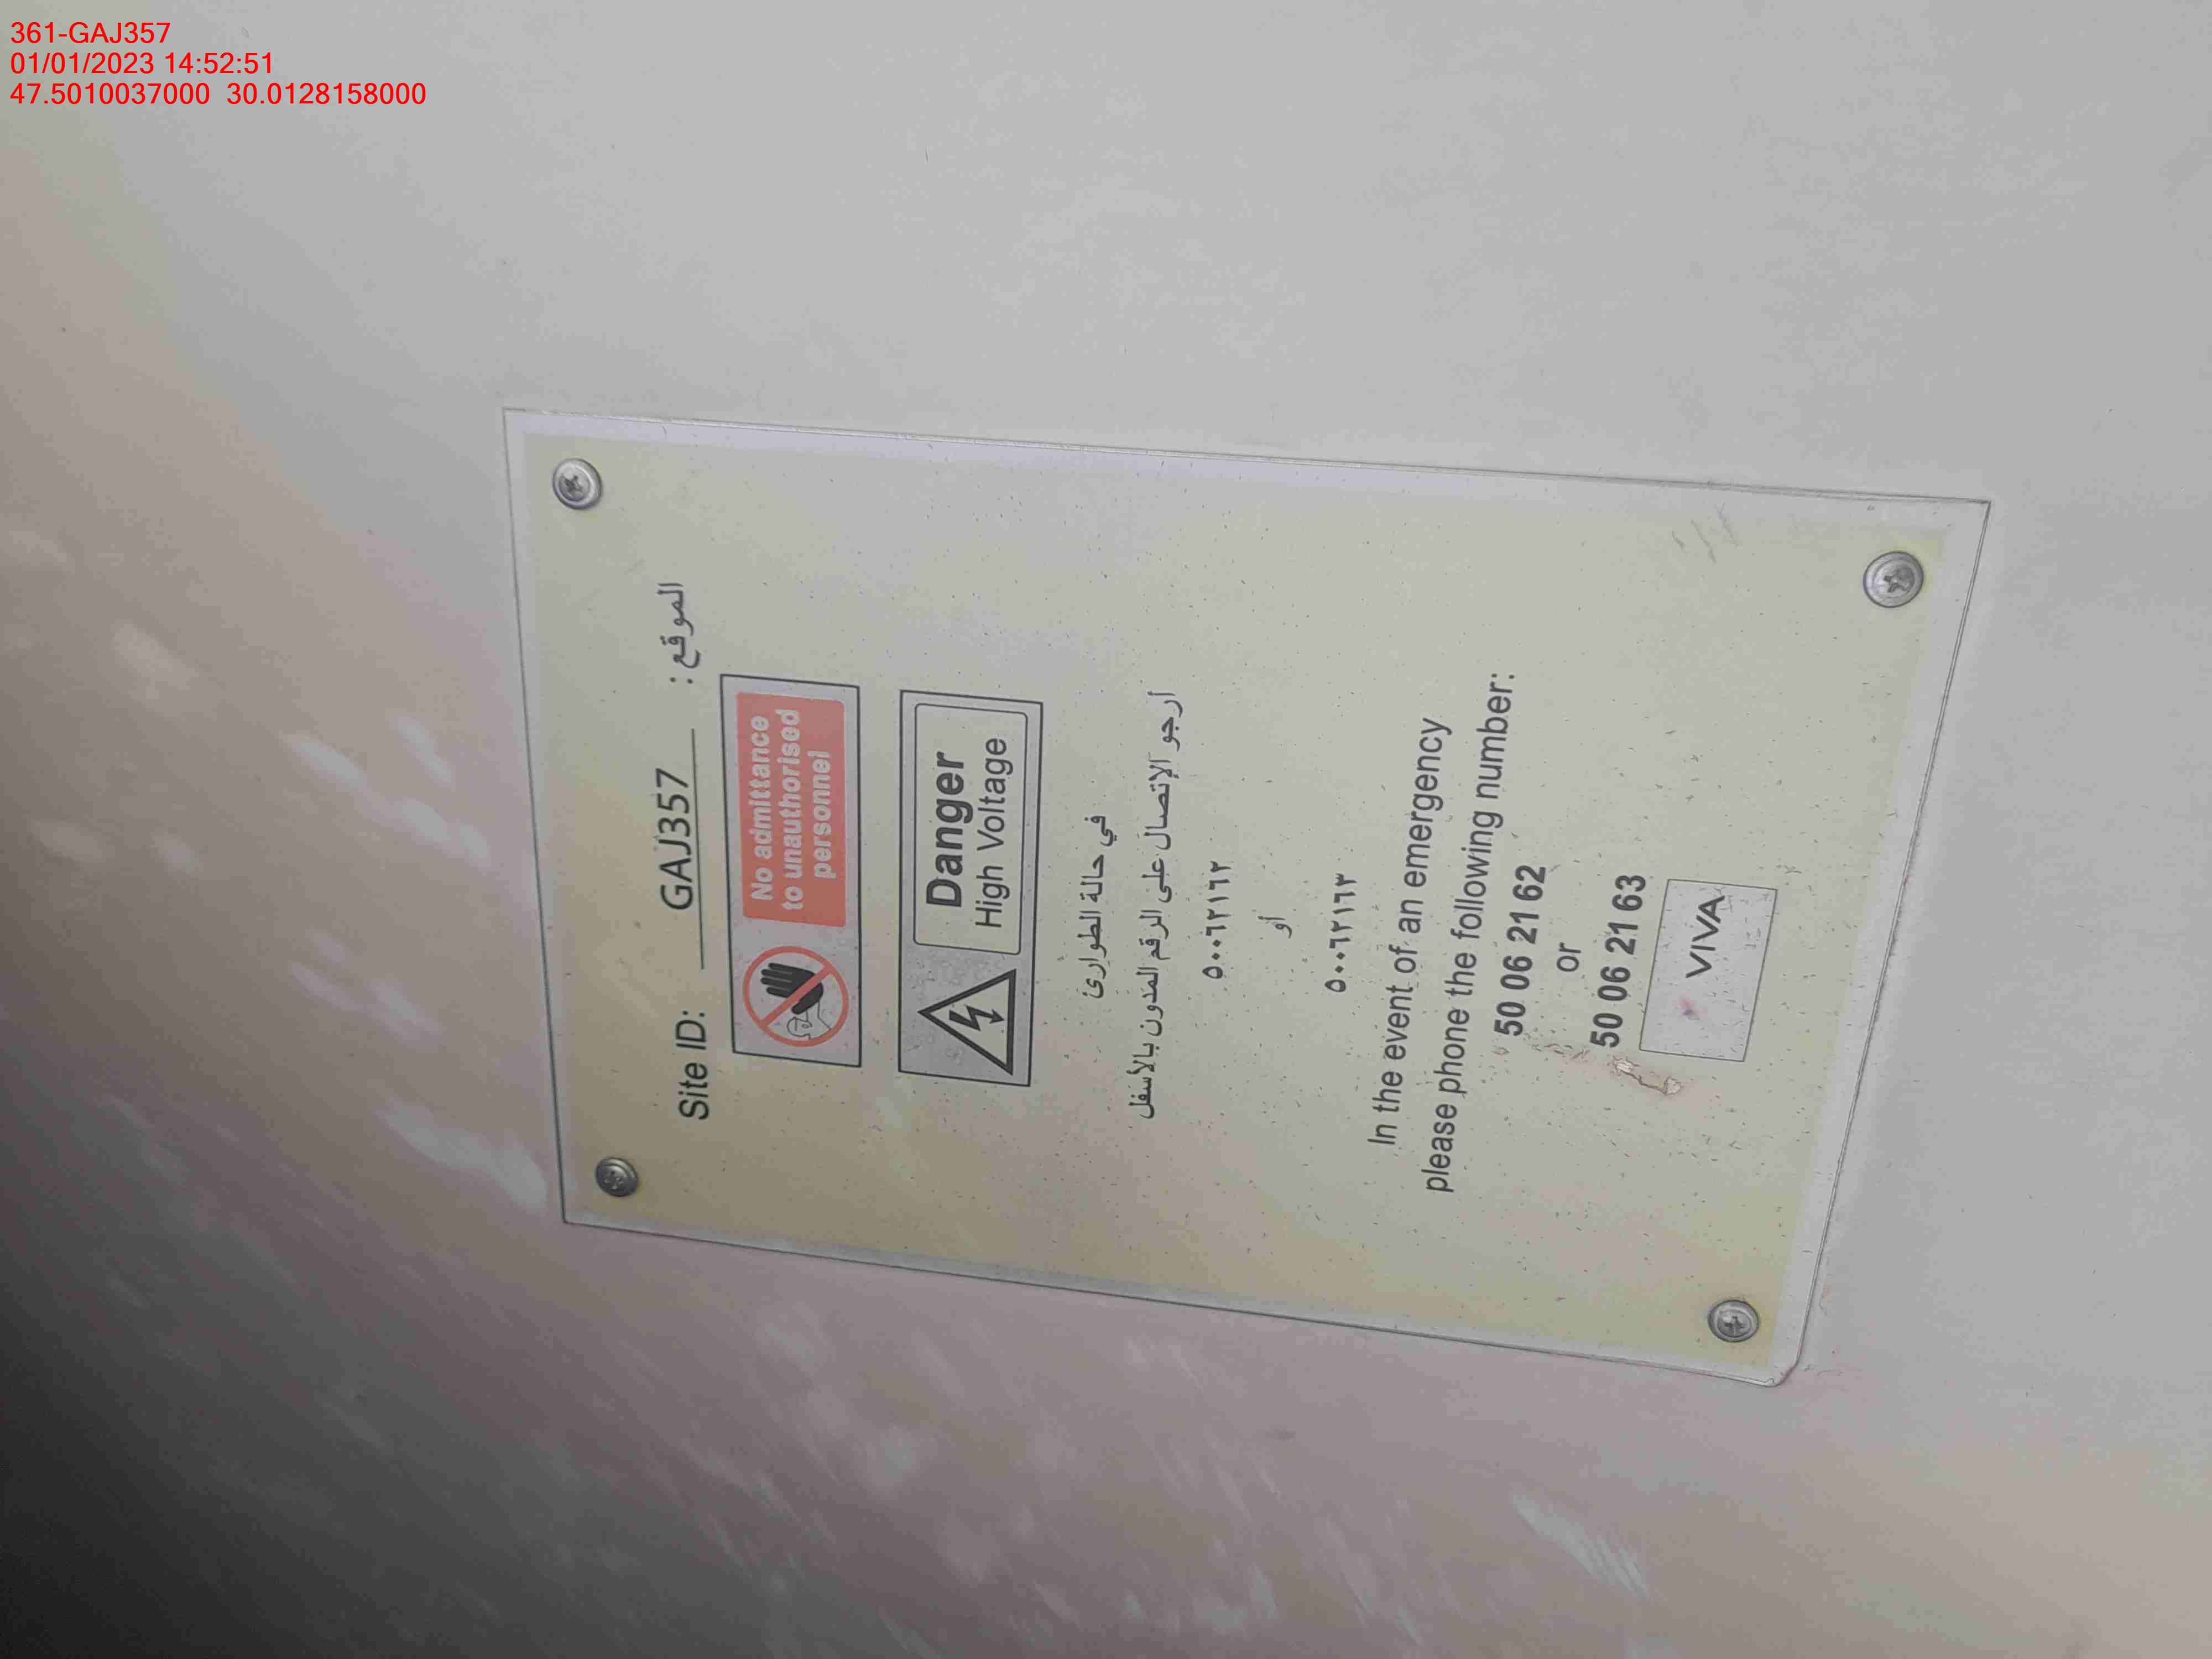 361-GAJ357
01/01/2023 14:52:51
47.5010037000 30.0128158000
Site ID: GAJ357 الموقع :
No admittance
to unauthorised
personnel
Danger
High Voltage
في حالة الطوارئ
أرجو الإتصال على الرقم المدون بالأسفل
٥٠٠٦٢١٦٢
أو
٥٠٠٦٢١٦٣
In the event of an emergency
please phone the following number:
50 06 21 62
or
50 06 21 63
VIVA